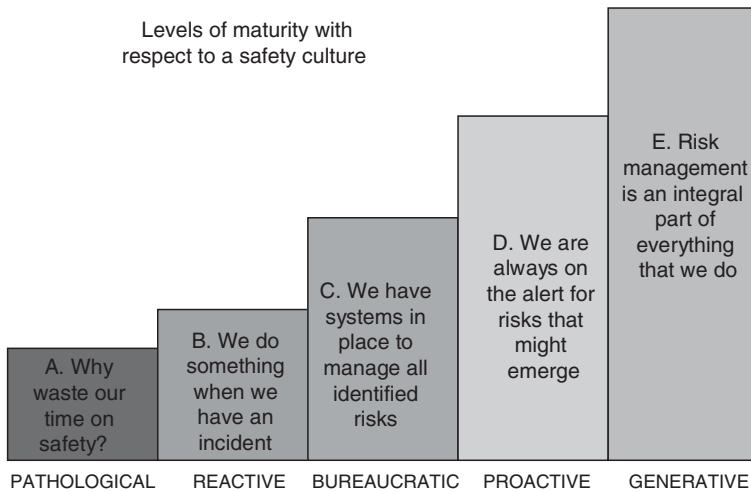 Levels of maturity with
respect to a safety culture
A. Why
waste our
time on
safety?
B. We do
something
when we
have an
incident
C. We have
systems in
place to
manage all
identified
risks
D. We are
always on
the alert for
risks that
might
emerge
E. Risk
management
is an integral
part of
everything
that we do
PATHOLOGICAL
REACTIVE
BUREAUCRATIC
PROACTIVE
GENERATIVE